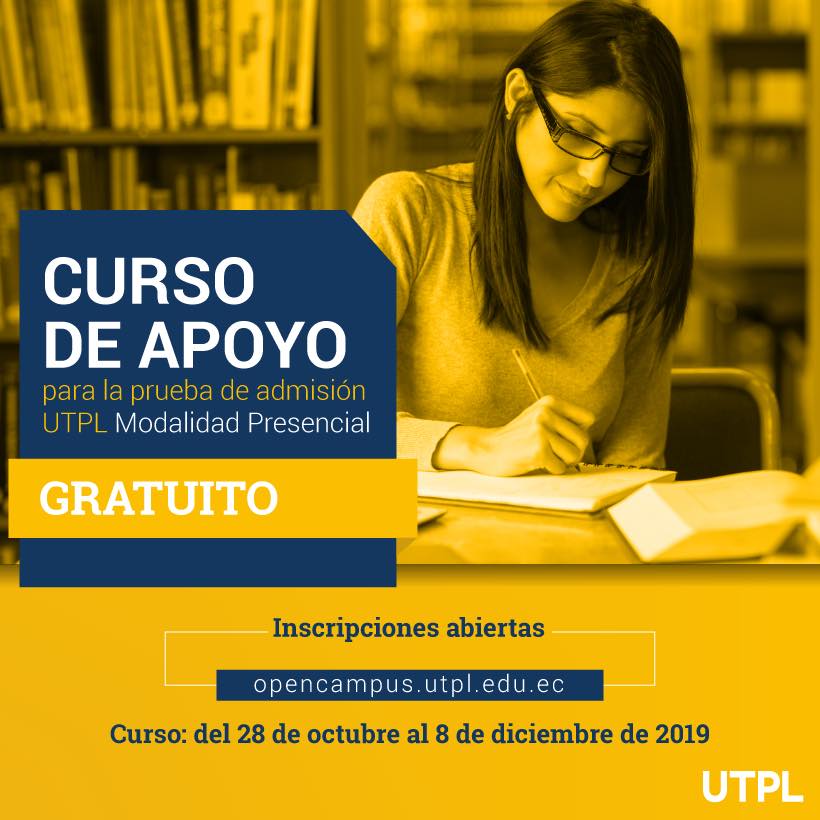 CURSO
DE APOYO
para la prueba de admisión
UTPL Modalidad Presencial
GRATUITO
Inscripciones abiertas
opencampus.utpl.edu.ec
Curso: del 28 de octubre al 8 de diciembre de 2019
UTPL